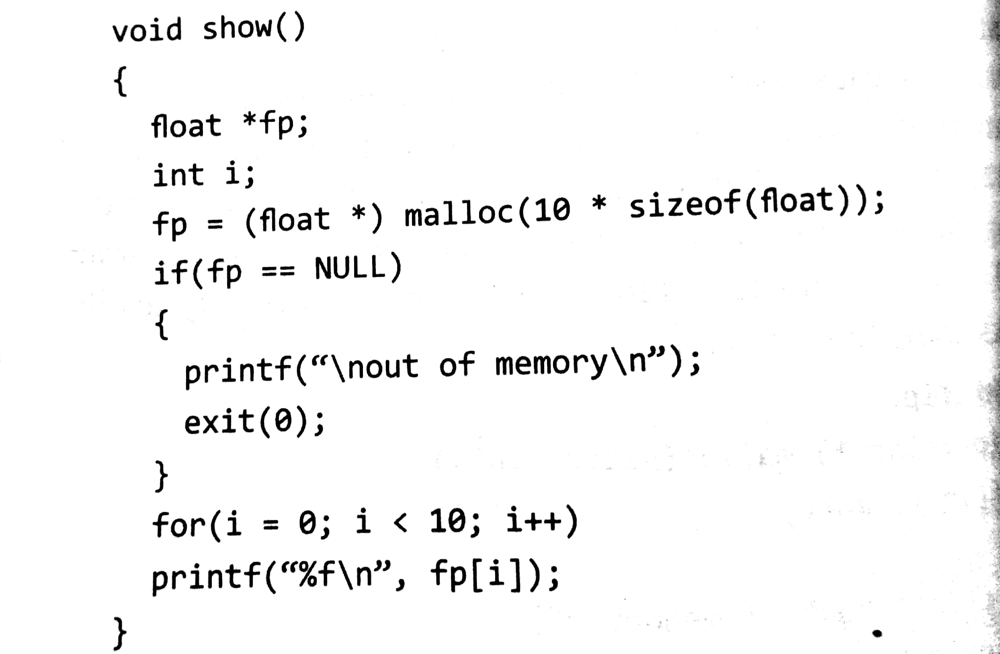 void show()
{
float *fp;
int i;
fp = (float *) malloc(10 * sizeof(float));
if(fp == NULL)
{
printf(“\nout of memory\n”);
exit(0);
}
for(i = 0; i < 10; i++)
printf(“%f\n”, fp[i]);
}